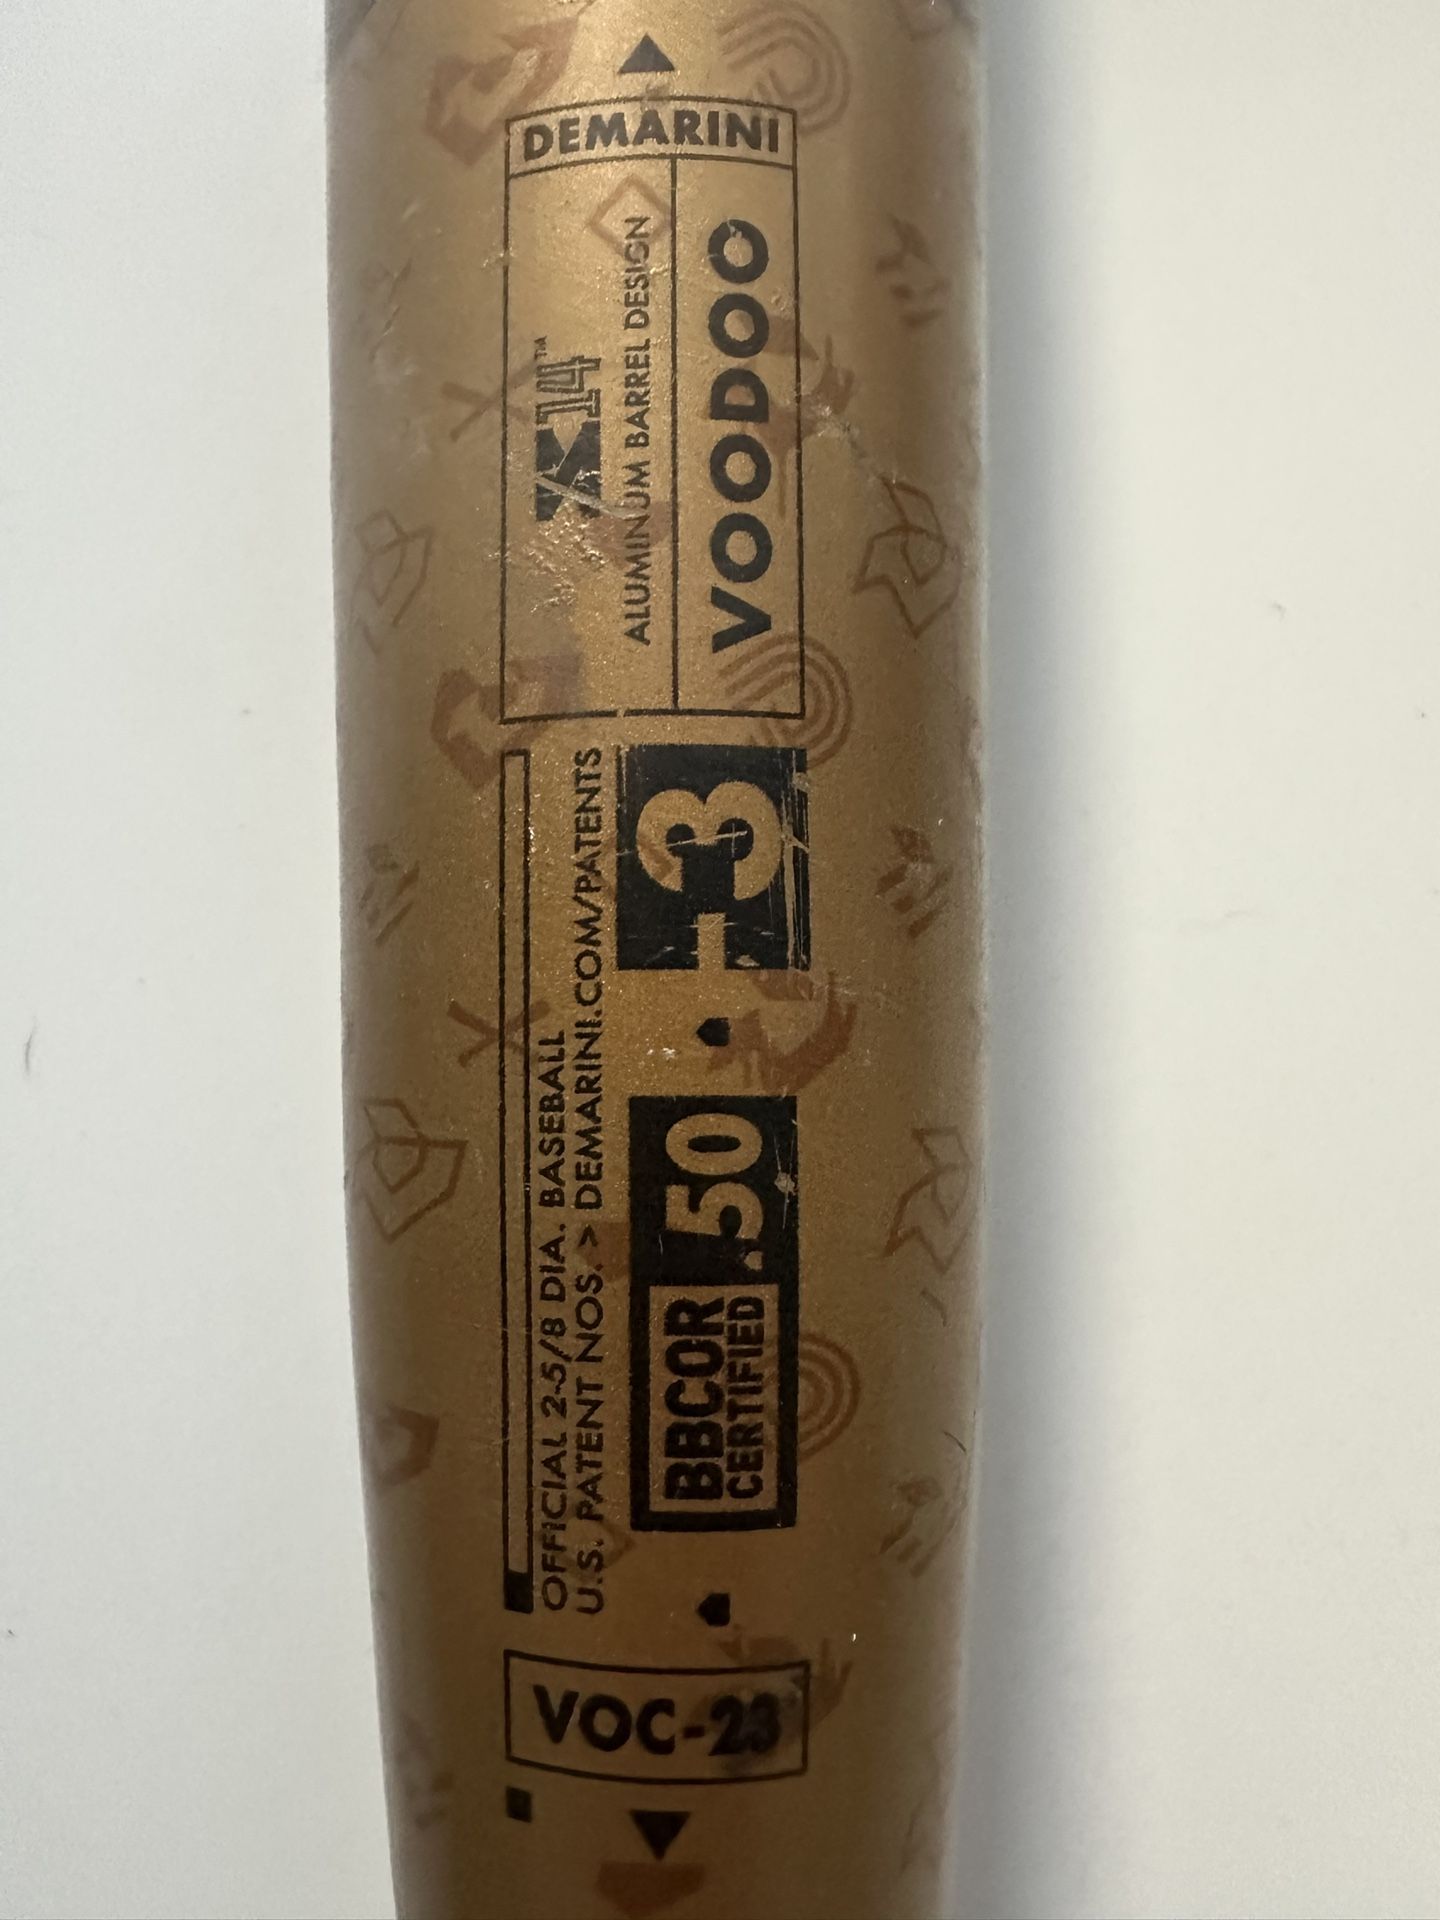 DEMARINI
X14™
ALUMINUM BARREL DESIGN
VOODOO
OFFICIAL 2-5/8 DIA. BASEBALL
U.S. PATENT NOS. > DEMARINI.COM/PATENTS
-3
BBCOR
CERTIFIED
.50
VOC-23